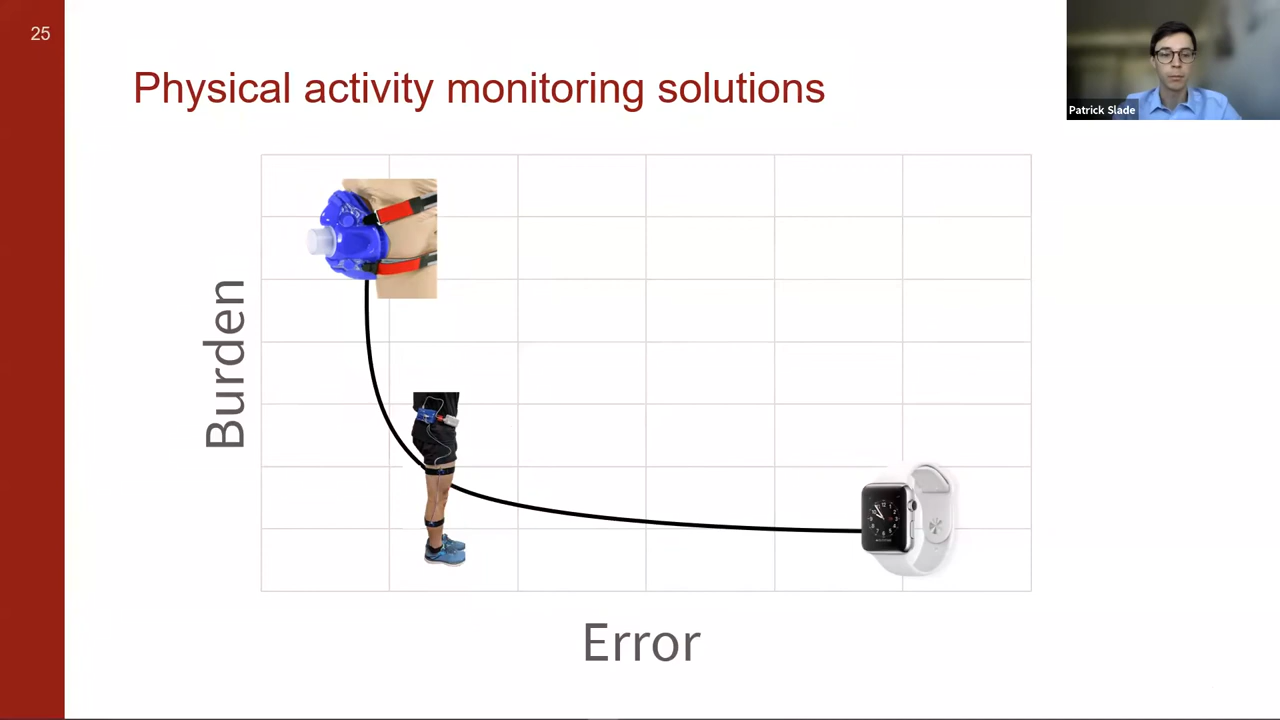 25
Physical activity monitoring solutions
Patrick Slade
Burden
Error